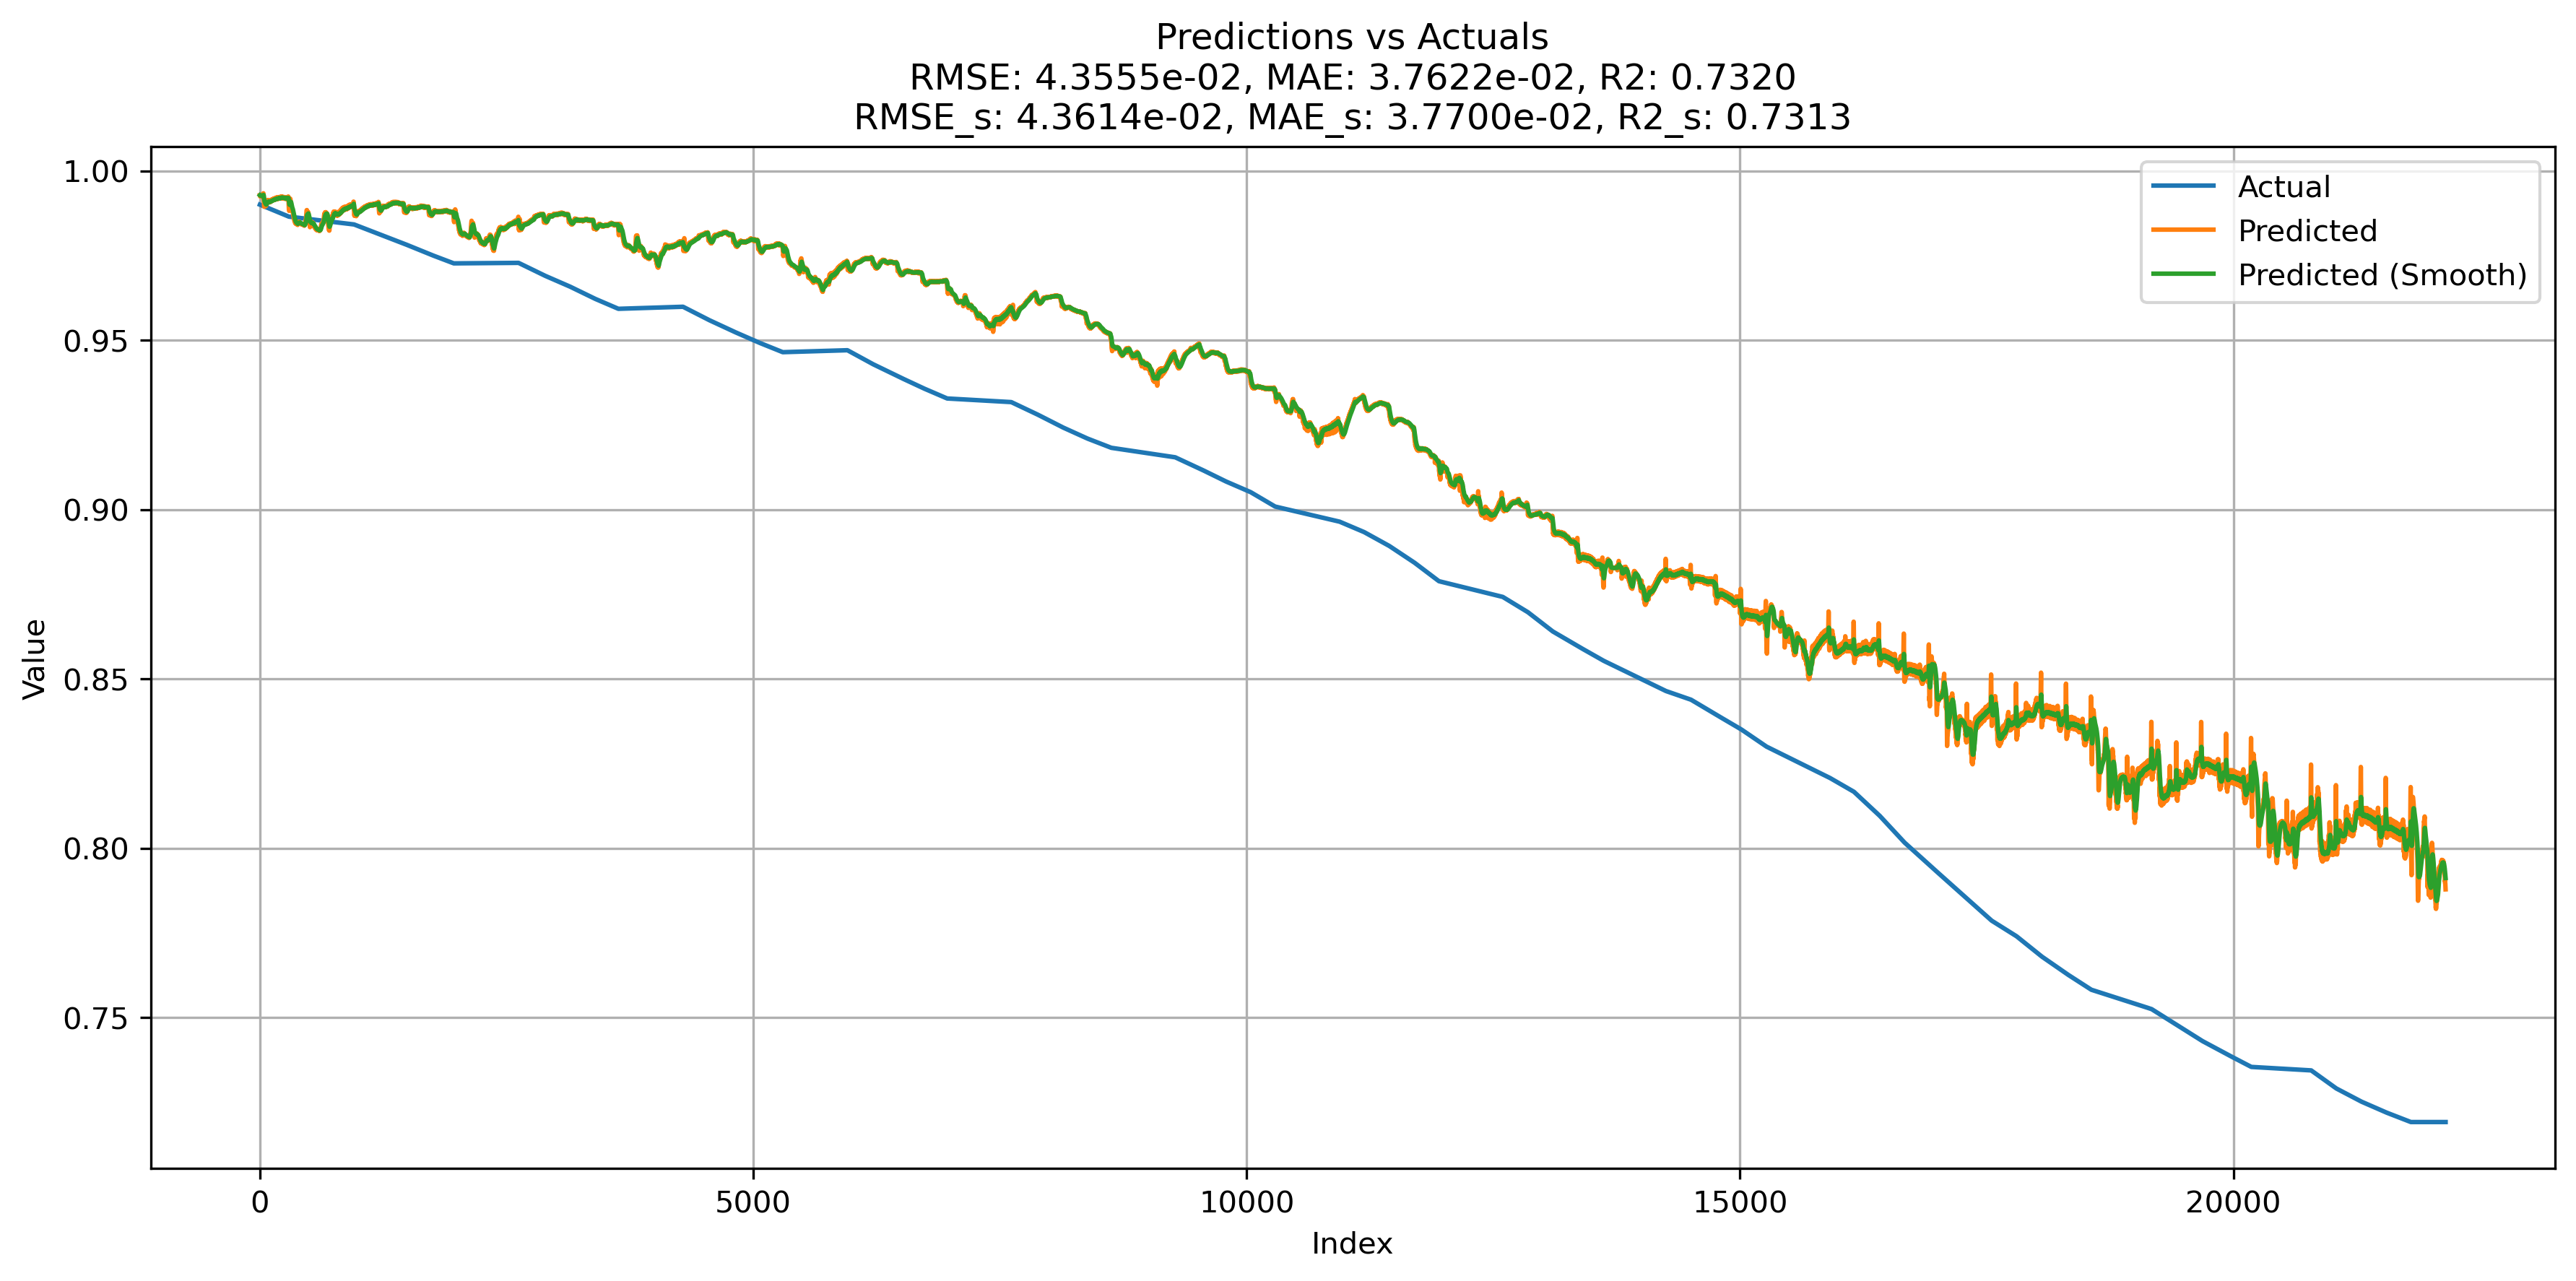 Predictions vs Actuals
RMSE: 4.3555e-02, MAE: 3.7622e-02, R2: 0.7320
RMSE_s: 4.3614e-02, MAE_s: 3.7700e-02, R2_s: 0.7313
Actual
Predicted
Predicted (Smooth)
Value
1.00
0.95
0.90
0.85
0.80
0.75
0 5000 10000 15000 20000
Index